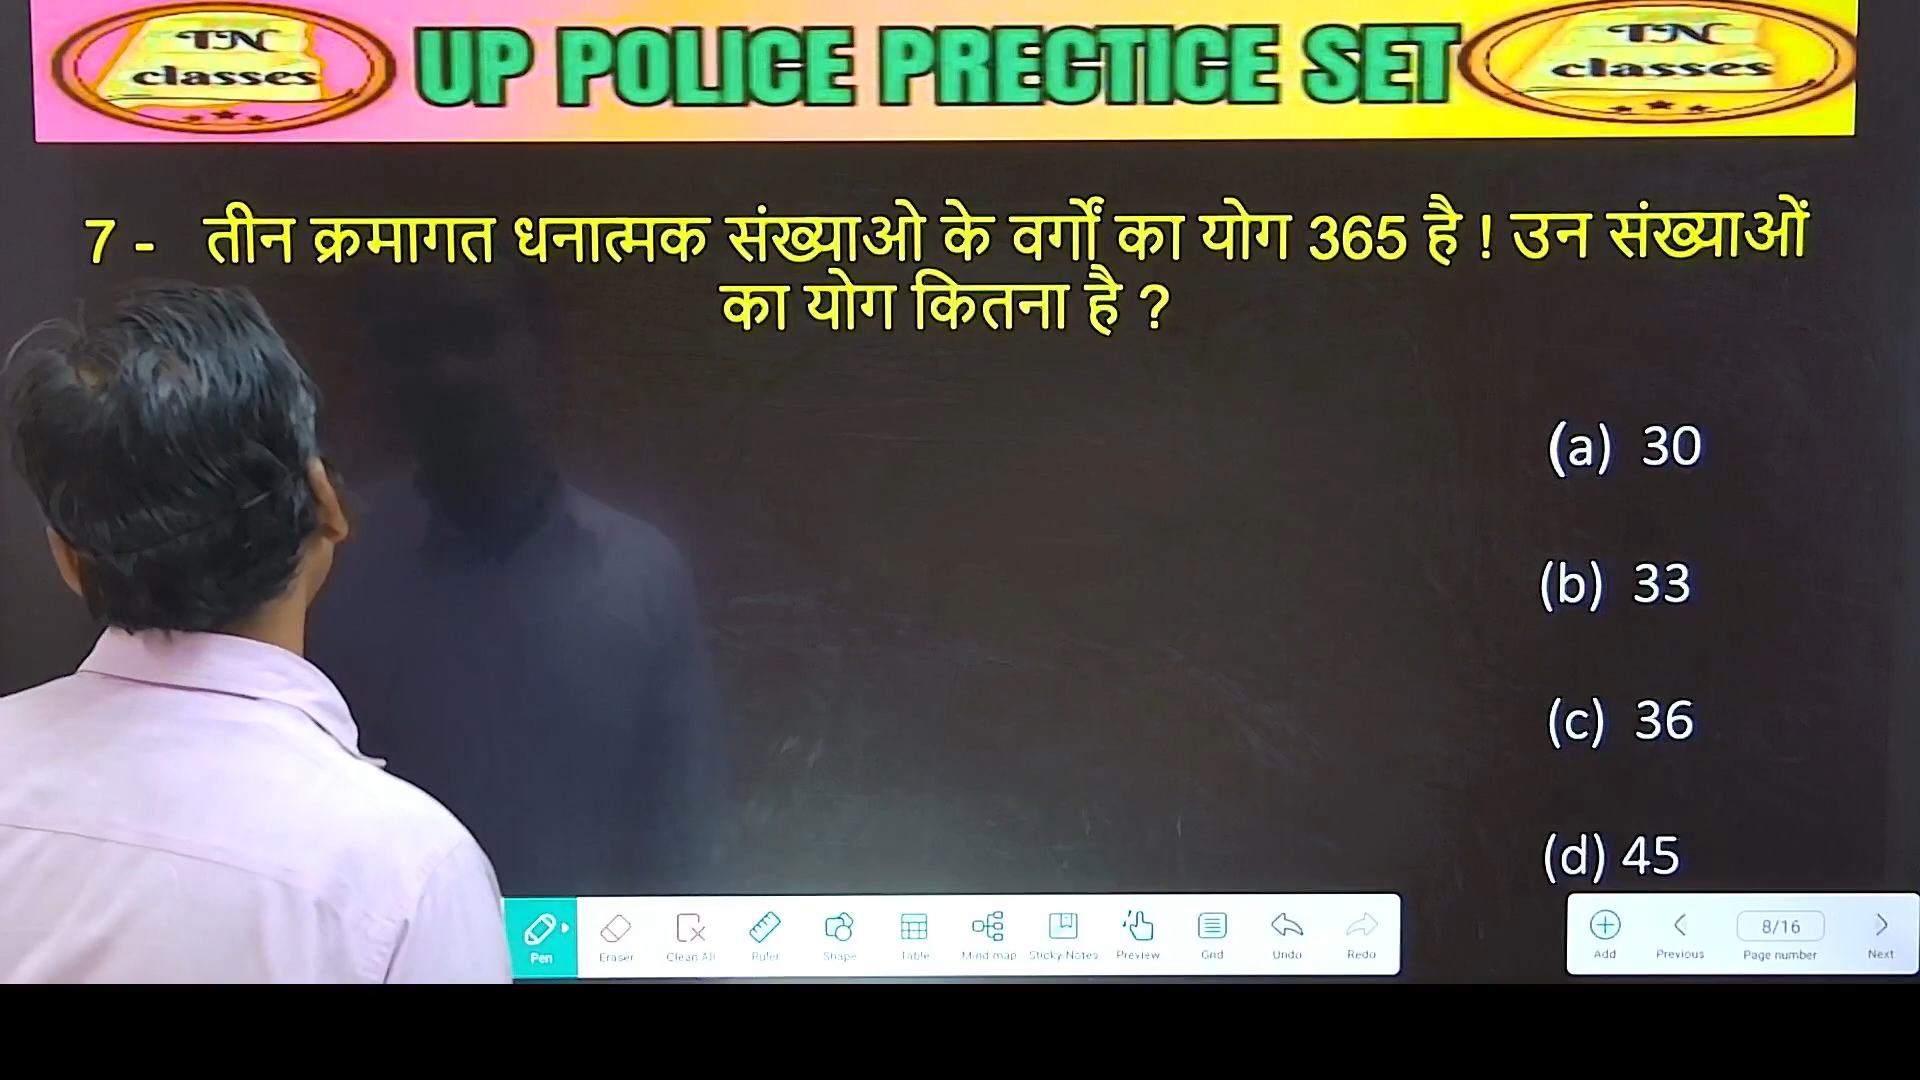 TN
classes
UP POLICE PRECTICE SET
TN
classes
7 - तीन क्रमागत धनात्मक संख्याओ के वर्गों का योग 365 है ! उन संख्याओं
का योग कितना है ?
(a) 30
(b) 33
(c) 36
(d) 45
Pen
Eraser
Clean All
Ruler
Shape
Table
Mind map
Sticky Notes
Preview
Grid
Undo
Redo
Add
Previous
8/16
Page number
Next